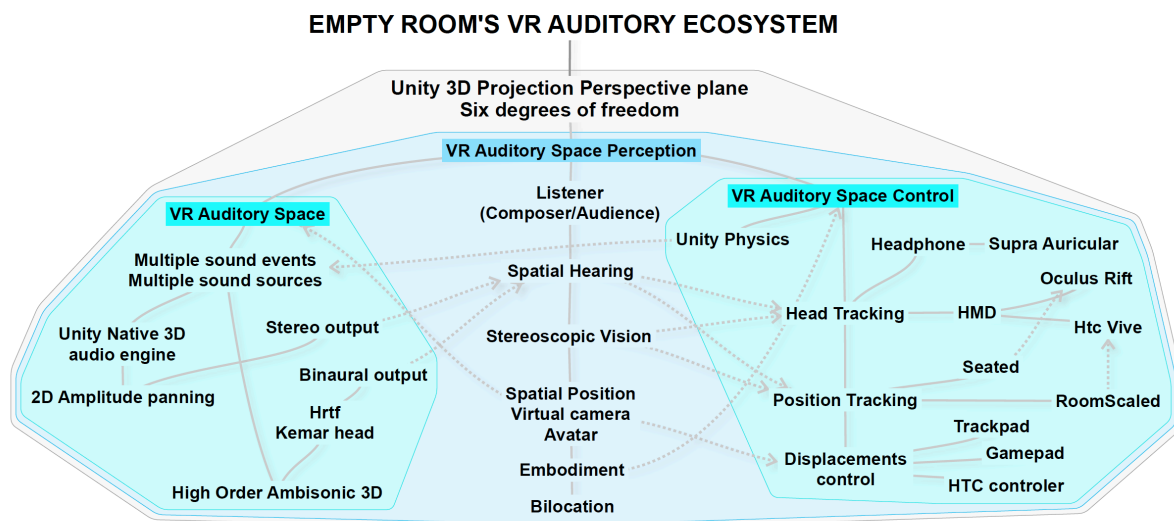 EMPTY ROOM'S VR AUDITORY ECOSYSTEM
Unity 3D Projection Perspective plane
Six degrees of freedom
VR Auditory Space Perception
VR Auditory Space
Multiple sound events
Multiple sound sources
Unity Native 3D
audio engine
Stereo output
2D Amplitude panning
Binaural output
Hrtf
Kemar head
High Order Ambisonic 3D
Listener
(Composer/Audience)
Spatial Hearing
Stereoscopic Vision
Spatial Position
Virtual camera
Avatar
Embodiment
Bilocation
VR Auditory Space Control
Unity Physics
Headphone
Supra Auricular
Oculus Rift
Head Tracking
HMD
Htc Vive
Seated
Position Tracking
RoomScaled
Trackpad
Displacements
control
Gamepad
HTC controler